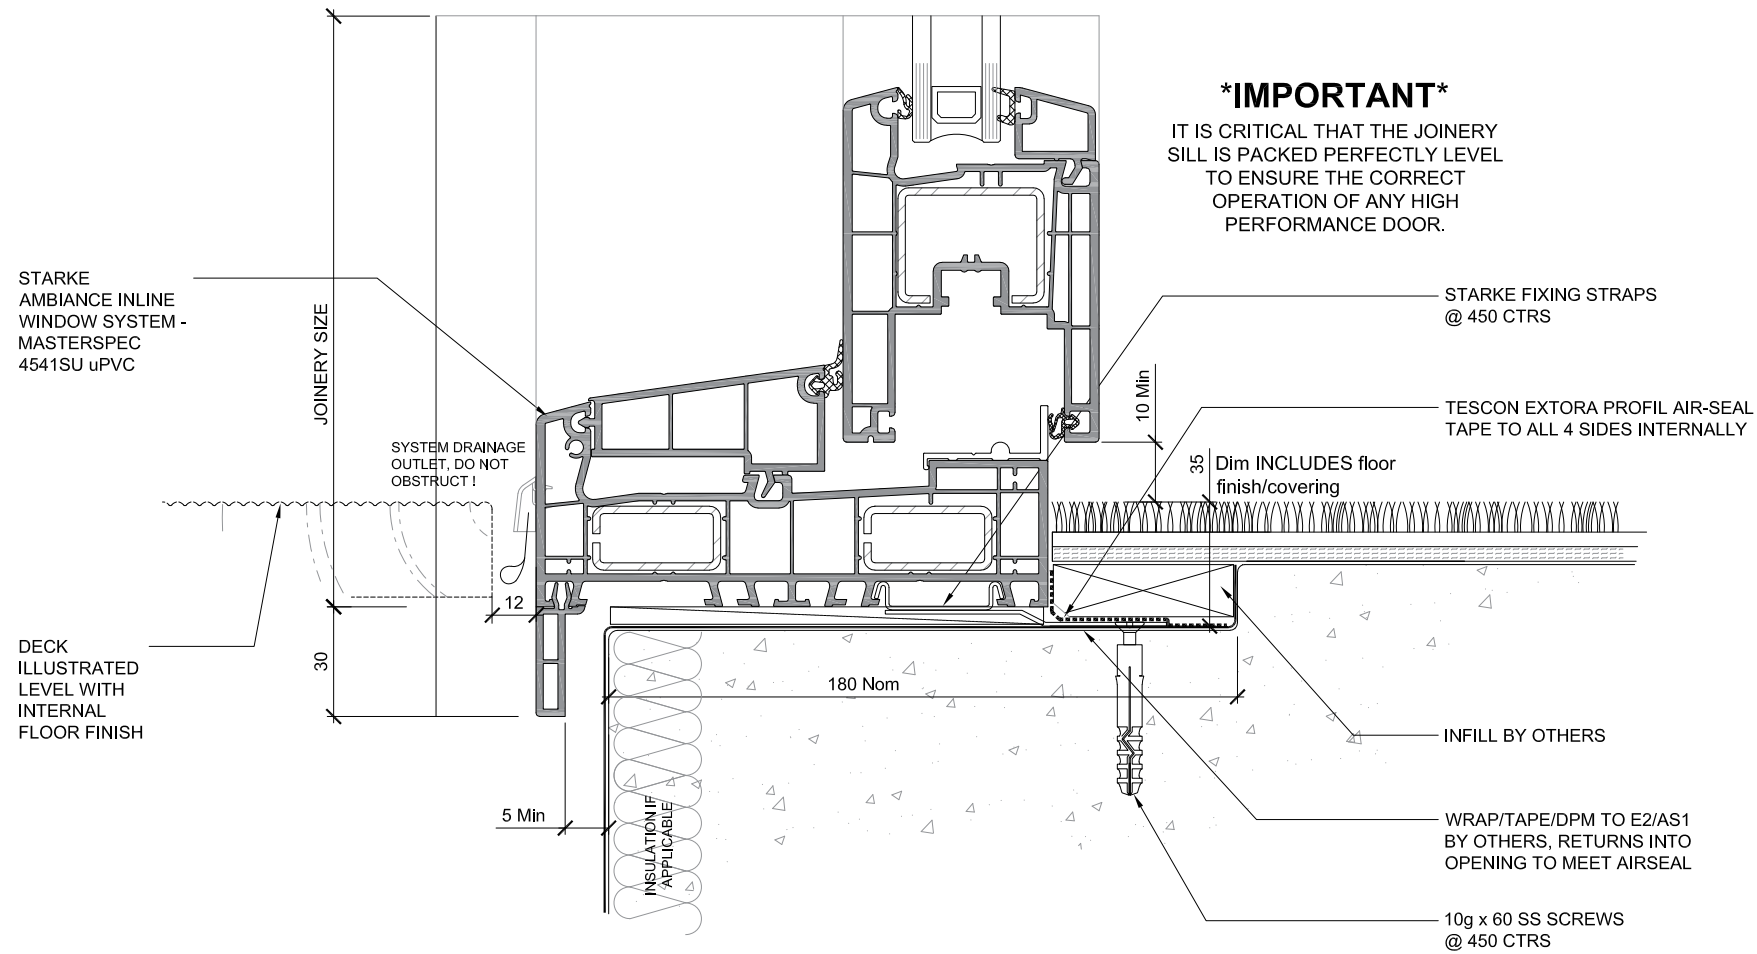 *IMPORTANT*
IT IS CRITICAL THAT THE JOINERY
SILL IS PACKED PERFECTLY LEVEL
TO ENSURE THE CORRECT
OPERATION OF ANY HIGH
PERFORMANCE DOOR.
STARKE
AMBIANCE INLINE
WINDOW SYSTEM -
MASTERSPEC
4541SU uPVC
JOINERY SIZE
STARKE FIXING STRAPS
@ 450 CTRS
10 Min
TESCON EXTORA PROFIL AIR-SEAL
TAPE TO ALL 4 SIDES INTERNALLY
SYSTEM DRAINAGE
OUTLET, DO NOT
OBSTRUCT !
35
Dim INCLUDES floor
finish/covering
12
DECK
ILLUSTRATED
LEVEL WITH
INTERNAL
FLOOR FINISH
30
180 Nom
INFILL BY OTHERS
5 Min
INSULATION IF
APPLICABLE
WRAP/TAPE/DPM TO E2/AS1
BY OTHERS, RETURNS INTO
OPENING TO MEET AIRSEAL
10g x 60 SS SCREWS
@ 450 CTRS